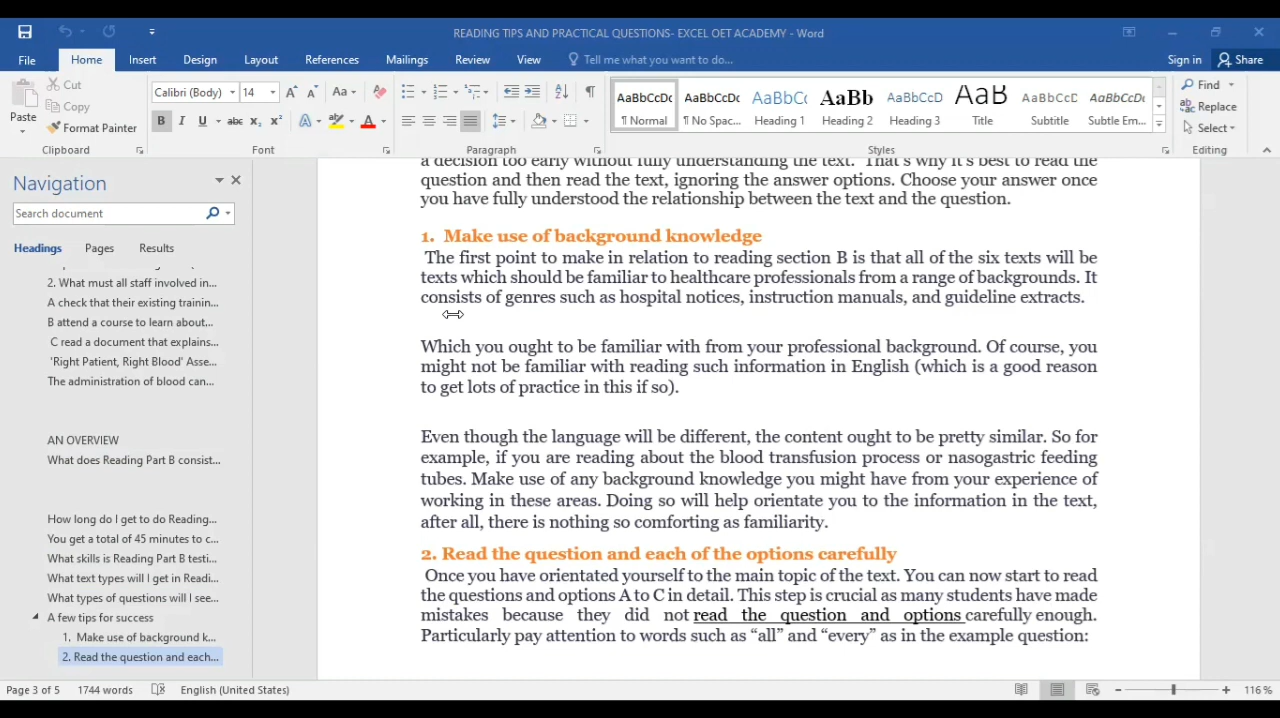 READING TIPS AND PRACTICAL QUESTIONS- EXCEL OET ACADEMY - Word
File Home Insert Design Layout References Mailings Review View Tell me what you want to do... Sign in Share
Cut
Copy
Paste
Format Painter
Clipboard
Calibri (Body) 14
Font
Paragraph
AaBbCcDc AaBbCcDc AaBbCc AaBb AaBbCcD AaB AaBbCcD AaBbCcDc
¶ Normal ¶ No Spac... Heading 1 Heading 2 Heading 3 Title Subtitle Subtle Em...
Styles
Find
Replace
Select
Editing
Navigation
Search document
Headings Pages Results
2. What must all staff involved in...
A check that their existing trainin...
B attend a course to learn about...
C read a document that explains...
'Right Patient, Right Blood' Asse...
The administration of blood can...
AN OVERVIEW
What does Reading Part B consist...
How long do I get to do Reading...
You get a total of 45 minutes to c...
What skills is Reading Part B testi...
What text types will I get in Readi...
What types of questions will I see...
A few tips for success
1. Make use of background k...
2. Read the question and each...
a decision too early without fully understanding the text. That's why it's best to read the
question and then read the text, ignoring the answer options. Choose your answer once
you have fully understood the relationship between the text and the question.
1. Make use of background knowledge
The first point to make in relation to reading section B is that all of the six texts will be
texts which should be familiar to healthcare professionals from a range of backgrounds. It
consists of genres such as hospital notices, instruction manuals, and guideline extracts.
Which you ought to be familiar with from your professional background. Of course, you
might not be familiar with reading such information in English (which is a good reason
to get lots of practice in this if so).
Even though the language will be different, the content ought to be pretty similar. So for
example, if you are reading about the blood transfusion process or nasogastric feeding
tubes. Make use of any background knowledge you might have from your experience of
working in these areas. Doing so will help orientate you to the information in the text,
after all, there is nothing so comforting as familiarity.
2. Read the question and each of the options carefully
Once you have orientated yourself to the main topic of the text. You can now start to read
the questions and options A to C in detail. This step is crucial as many students have made
mistakes because they did not read the question and options carefully enough.
Particularly pay attention to words such as “all” and “every” as in the example question:
Page 3 of 5 1744 words English (United States) 116 %